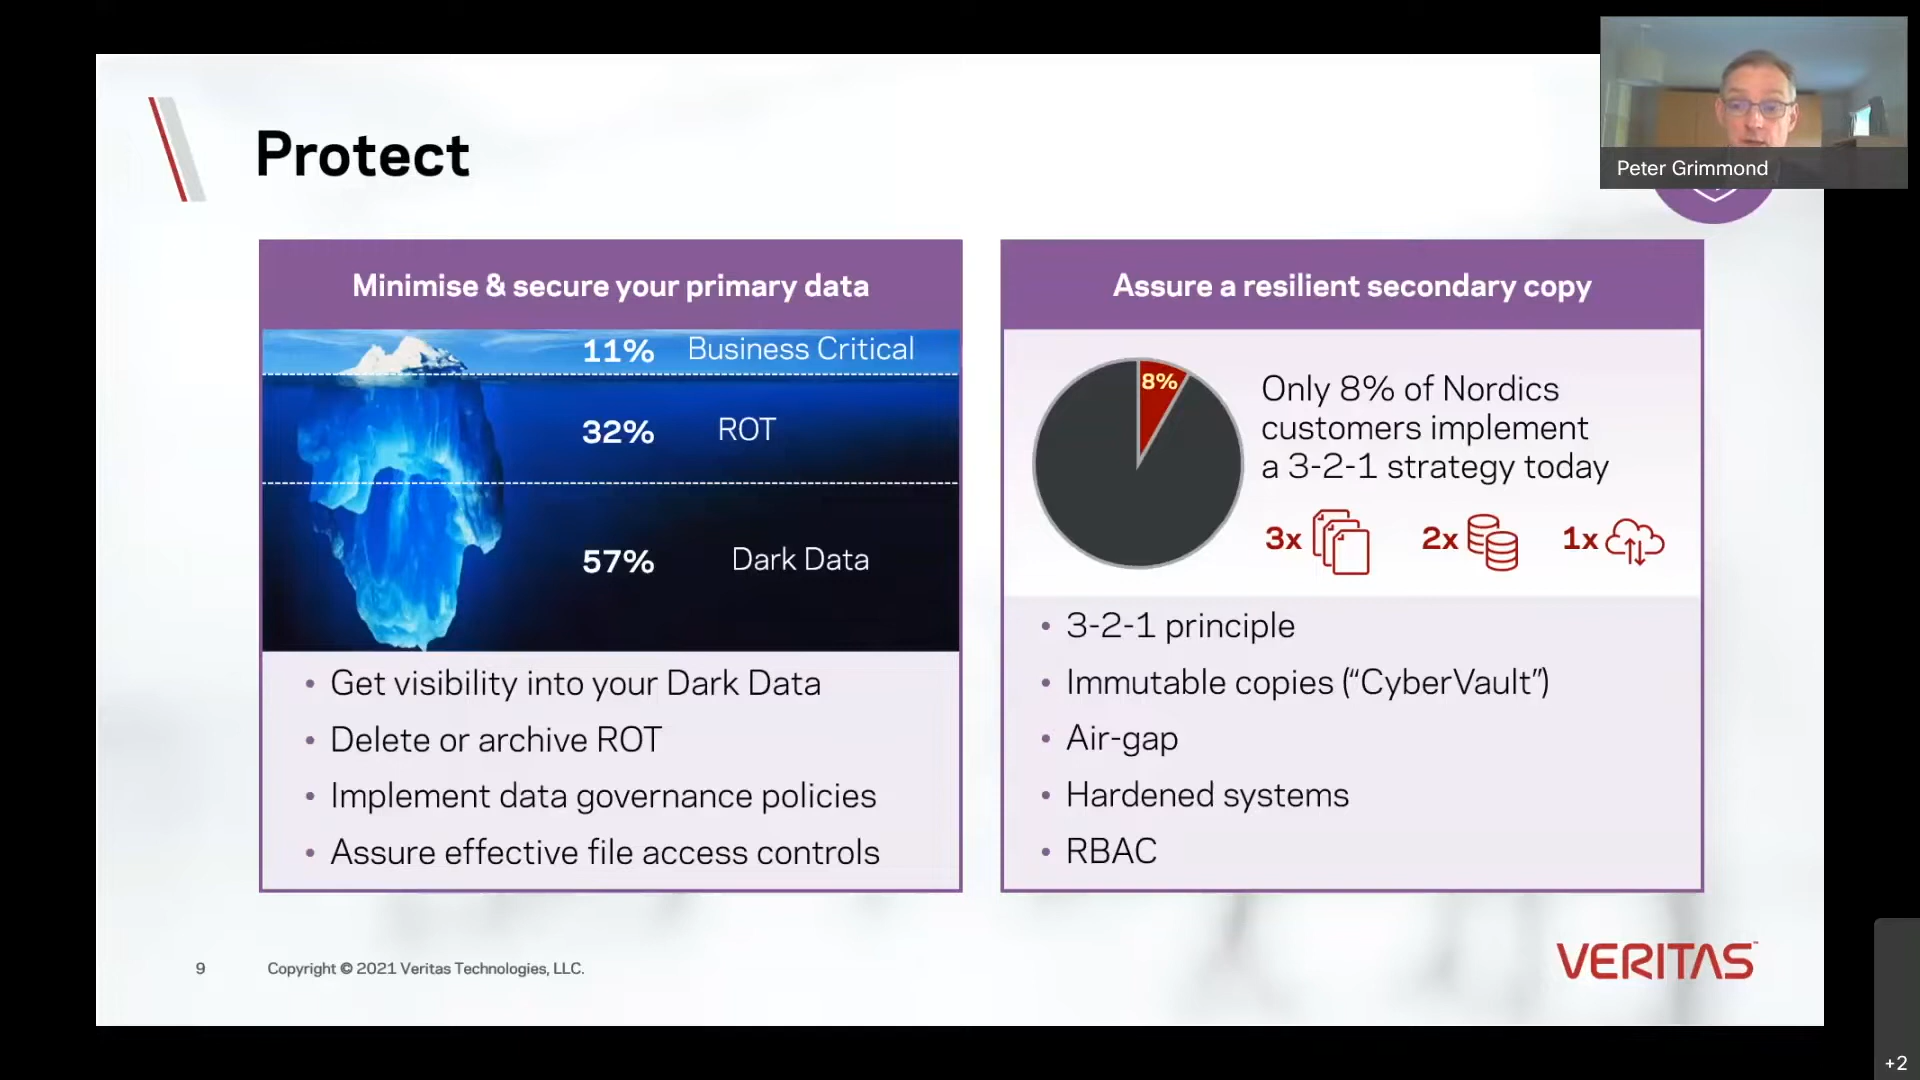 Protect
Peter Grimmond
Minimise & secure your primary data
11% Business Critical
32% ROT
57% Dark Data
• Get visibility into your Dark Data
• Delete or archive ROT
• Implement data governance policies
• Assure effective file access controls
Assure a resilient secondary copy
8%
Only 8% of Nordics
customers implement
a 3-2-1 strategy today
3x 2x 1x
• 3-2-1 principle
• Immutable copies (“CyberVault”)
• Air-gap
• Hardened systems
• RBAC
9 Copyright © 2021 Veritas Technologies, LLC.
VERITAS™
+2